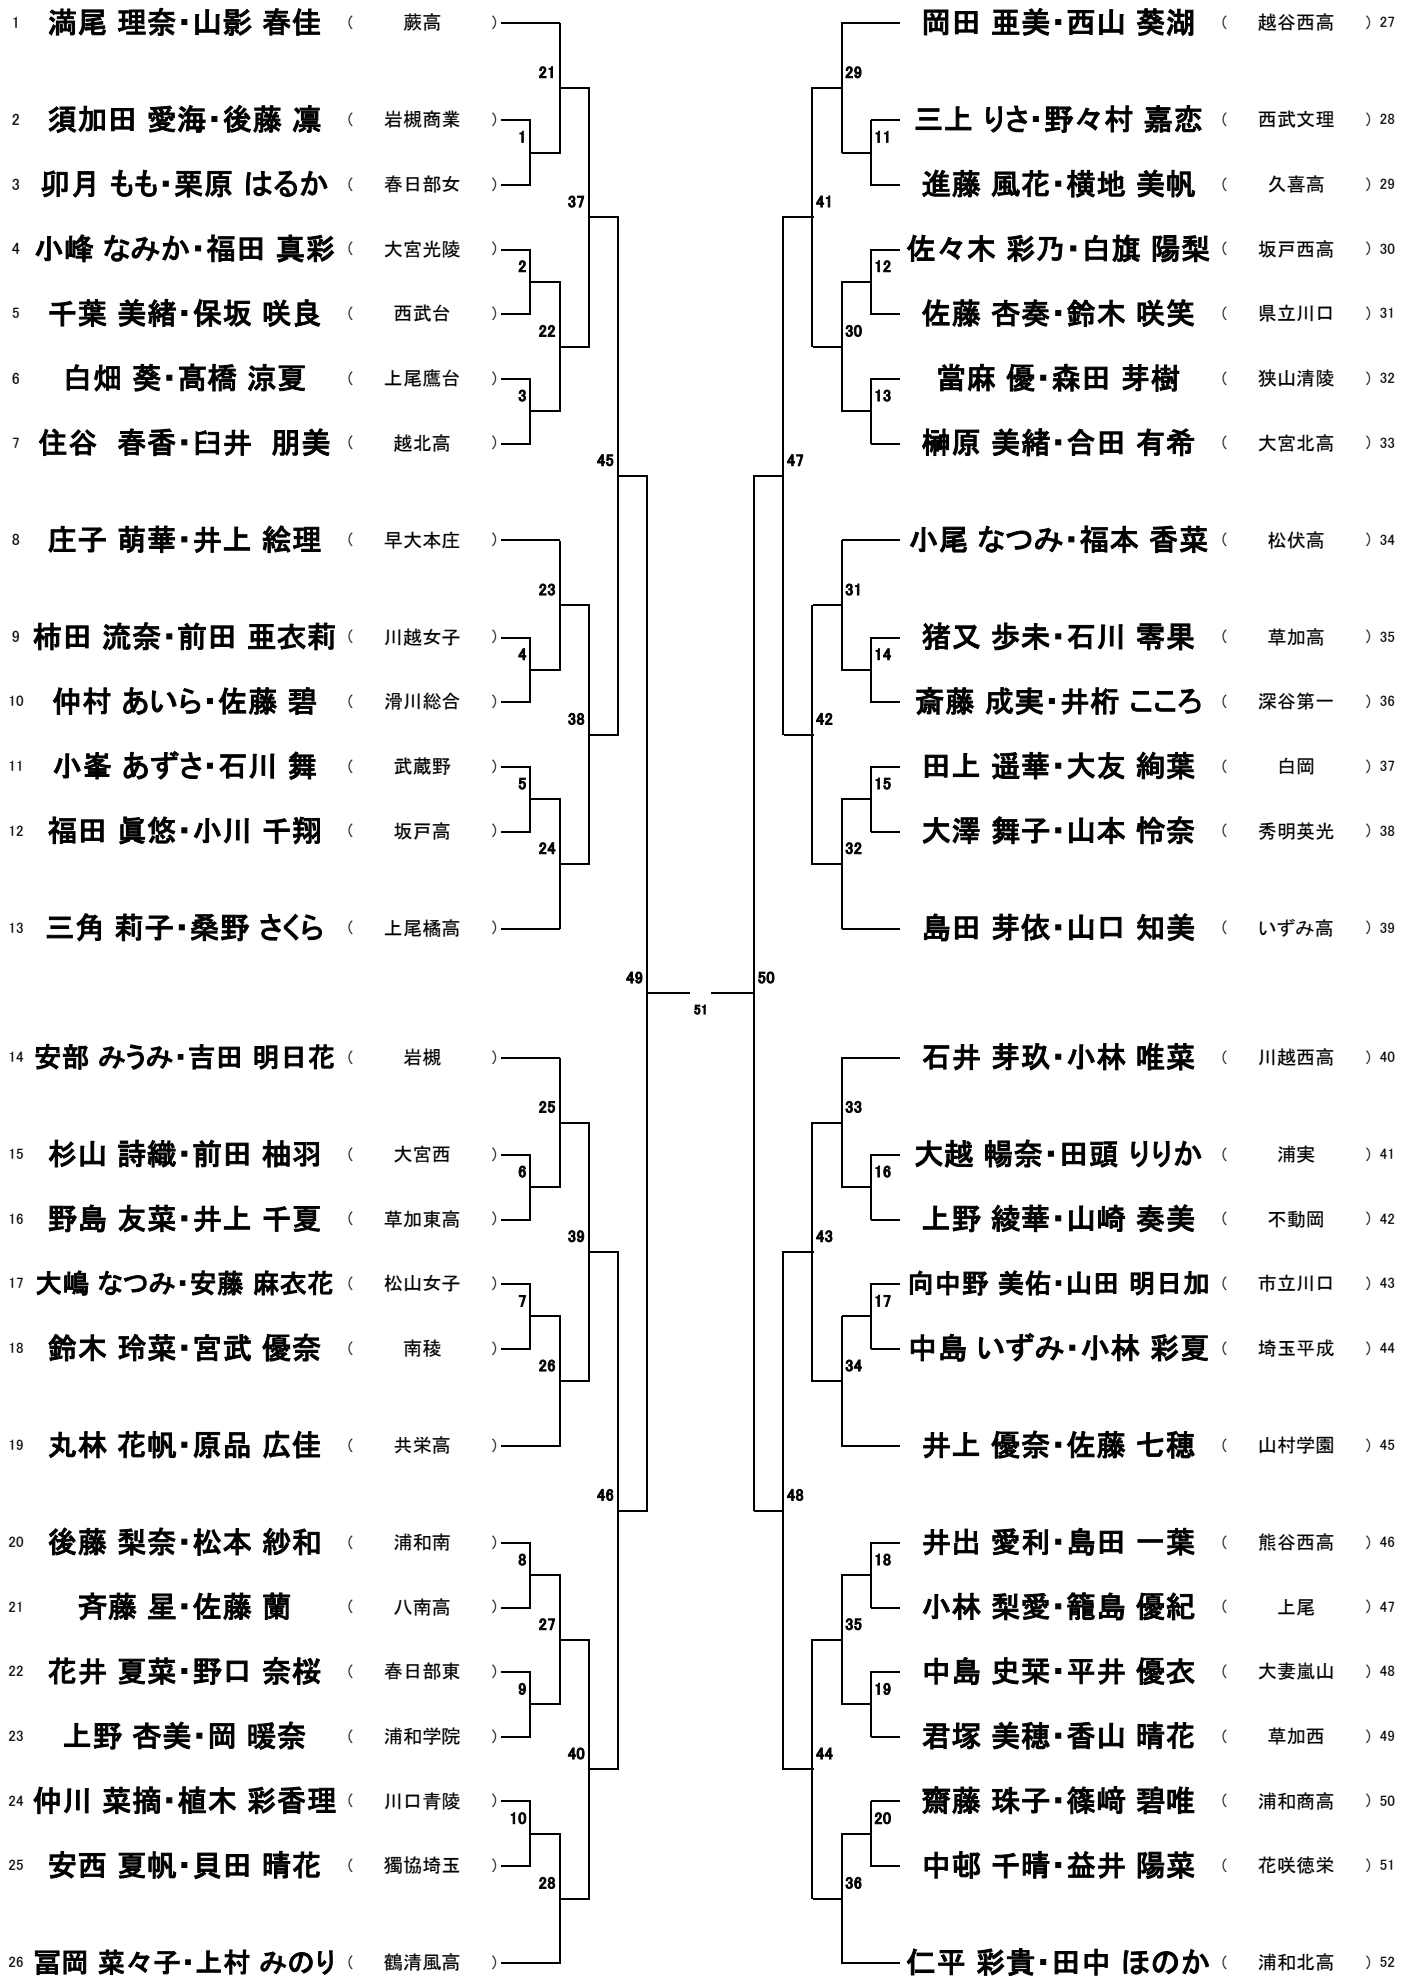 1 満尾 理奈・山影 春佳 （ 蕨高 ）
21
2 須加田 愛海・後藤 凛 （ 岩槻商業 ）
1
3 卯月 もも・栗原 はるか （ 春日部女 ）
37
4 小峰 なみか・福田 真彩 （ 大宮光陵 ）
2
5 千葉 美緒・保坂 咲良 （ 西武台 ）
22
6 白畑 葵・髙橋 涼夏 （ 上尾鷹台 ）
3
7 住谷 春香・臼井 朋美 （ 越北高 ）
45
8 庄子 萌華・井上 絵理 （ 早大本庄 ）
23
9 柿田 流奈・前田 亜衣莉 （ 川越女子 ）
4
10 仲村 あいら・佐藤 碧 （ 滑川総合 ）
38
11 小峯 あずさ・石川 舞 （ 武蔵野 ）
5
12 福田 眞悠・小川 千翔 （ 坂戸高 ）
24
13 三角 莉子・桑野 さくら （ 上尾橘高 ）
49
51
14 安部 みうみ・吉田 明日花 （ 岩槻 ）
25
15 杉山 詩織・前田 柚羽 （ 大宮西 ）
6
16 野島 友菜・井上 千夏 （ 草加東高 ）
39
17 大嶋 なつみ・安藤 麻衣花 （ 松山女子 ）
7
18 鈴木 玲菜・宮武 優奈 （ 南稜 ）
26
19 丸林 花帆・原品 広佳 （ 共栄高 ）
46
20 後藤 梨奈・松本 紗和 （ 浦和南 ）
8
21 斉藤 星・佐藤 蘭 （ 八南高 ）
27
22 花井 夏菜・野口 奈桜 （ 春日部東 ）
9
23 上野 杏美・岡 暖奈 （ 浦和学院 ）
40
24 仲川 菜摘・植木 彩香理 （ 川口青陵 ）
10
25 安西 夏帆・貝田 晴花 （ 獨協埼玉 ）
28
26 冨岡 菜々子・上村 みのり （ 鶴清風高 ）
岡田 亜美・西山 葵湖 （ 越谷西高 ） 27
29
三上 りさ・野々村 嘉恋 （ 西武文理 ） 28
11
進藤 風花・横地 美帆 （ 久喜高 ） 29
41
佐々木 彩乃・白旗 陽梨 （ 坂戸西高 ） 30
12
佐藤 杏奏・鈴木 咲笑 （ 県立川口 ） 31
30
當麻 優・森田 芽樹 （ 狭山清陵 ） 32
13
榊原 美緒・合田 有希 （ 大宮北高 ） 33
47
小尾 なつみ・福本 香菜 （ 松伏高 ） 34
31
猪又 歩未・石川 零果 （ 草加高 ） 35
14
斎藤 成実・井桁 こころ （ 深谷第一 ） 36
42
田上 遥華・大友 絢葉 （ 白岡 ） 37
15
大澤 舞子・山本 怜奈 （ 秀明英光 ） 38
32
島田 芽依・山口 知美 （ いずみ高 ） 39
50
石井 芽玖・小林 唯菜 （ 川越西高 ） 40
33
大越 暢奈・田頭 りりか （ 浦実 ） 41
16
上野 綾華・山崎 奏美 （ 不動岡 ） 42
43
向中野 美佑・山田 明日加 （ 市立川口 ） 43
17
中島 いずみ・小林 彩夏 （ 埼玉平成 ） 44
34
井上 優奈・佐藤 七穂 （ 山村学園 ） 45
48
井出 愛利・島田 一葉 （ 熊谷西高 ） 46
18
小林 梨愛・籠島 優紀 （ 上尾 ） 47
35
中島 史栞・平井 優衣 （ 大妻嵐山 ） 48
19
君塚 美穂・香山 晴花 （ 草加西 ） 49
44
齋藤 珠子・篠﨑 碧唯 （ 浦和商高 ） 50
20
中邨 千晴・益井 陽菜 （ 花咲徳栄 ） 51
36
仁平 彩貴・田中 ほのか （ 浦和北高 ） 52